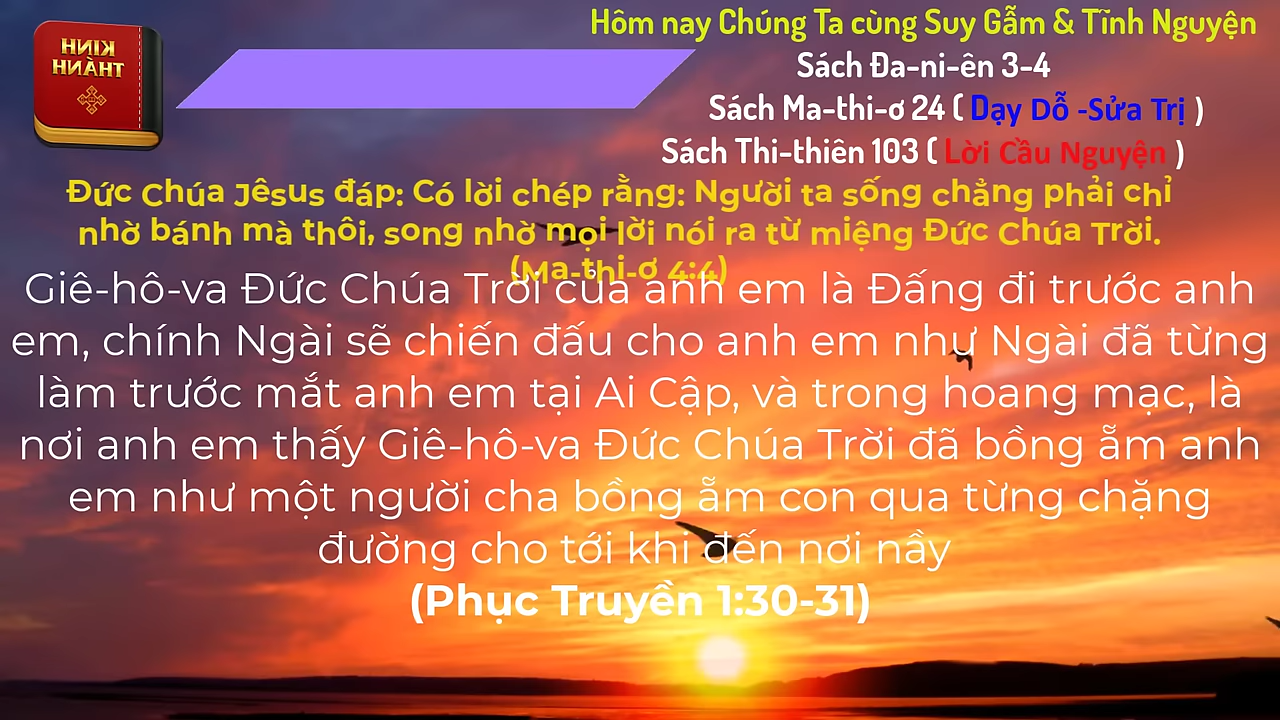 KINH
THÀNH
Hôm nay Chúng Ta cùng Suy Gẫm & Tĩnh Nguyện
Sách Đa-ni-ên 3-4
Sách Ma-thi-ơ 24 ( Dạy Dỗ -Sửa Trị )
Sách Thi-thiên 103 ( Lời Cầu Nguyện )
Đức Chúa Jêsus đáp: Có lời chép rằng: Người ta sống chẳng phải chỉ
nhờ bánh mà thôi, song nhờ mọi lời nói ra từ miệng Đức Chúa Trời.
(Ma-thi-ơ 4:4)
Giê-hô-va Đức Chúa Trời của anh em là Đấng đi trước anh
em, chính Ngài sẽ chiến đấu cho anh em như Ngài đã từng
làm trước mắt anh em tại Ai Cập, và trong hoang mạc, là
nơi anh em thấy Giê-hô-va Đức Chúa Trời đã bồng ẵm anh
em như một người cha bồng ẵm con qua từng chặng
đường cho tới khi đến nơi nầy
(Phục Truyền 1:30-31)